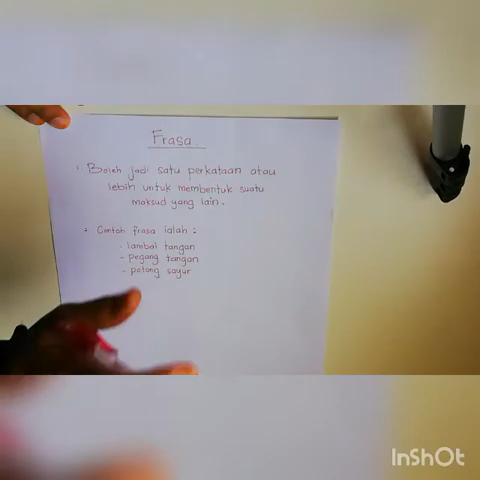 Frasa
: Boleh jadi satu perkataan atau
lebih untuk membentuk suatu
maksud yang lain.
: Contoh frasa ialah :
- lambai tangan
- pegang tangan
- potong sayur
InShOt